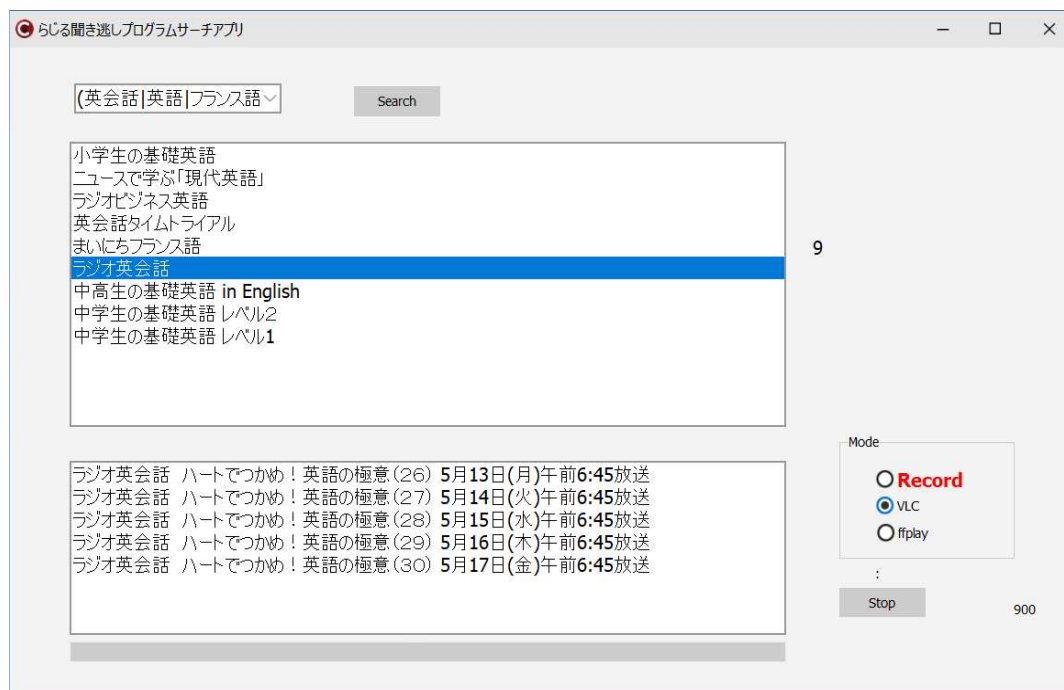 らじる聞き逃しプログラムサーチアプリ
(英会話|英語|フランス語
Search
小学生の基礎英語
ニュースで学ぶ「現代英語」
ラジオビジネス英語
英会話タイムトライアル
まいにちフランス語
9
ラジオ英会話
中高生の基礎英語 in English
中学生の基礎英語 レベル2
中学生の基礎英語 レベル1
Mode
ラジオ英会話 ハートでつかめ!英語の極意(26) 5月13日(月)午前6:45放送
Record
ラジオ英会話 ハートでつかめ!英語の極意(27) 5月14日(火)午前6:45放送
VLC
ラジオ英会話 ハートでつかめ!英語の極意(28) 5月15日(水)午前6:45放送
ffplay
ラジオ英会話 ハートでつかめ!英語の極意(29) 5月16日(木)午前6:45放送
ラジオ英会話 ハートでつかめ!英語の極意(30) 5月17日(金)午前6:45放送
:
Stop
900